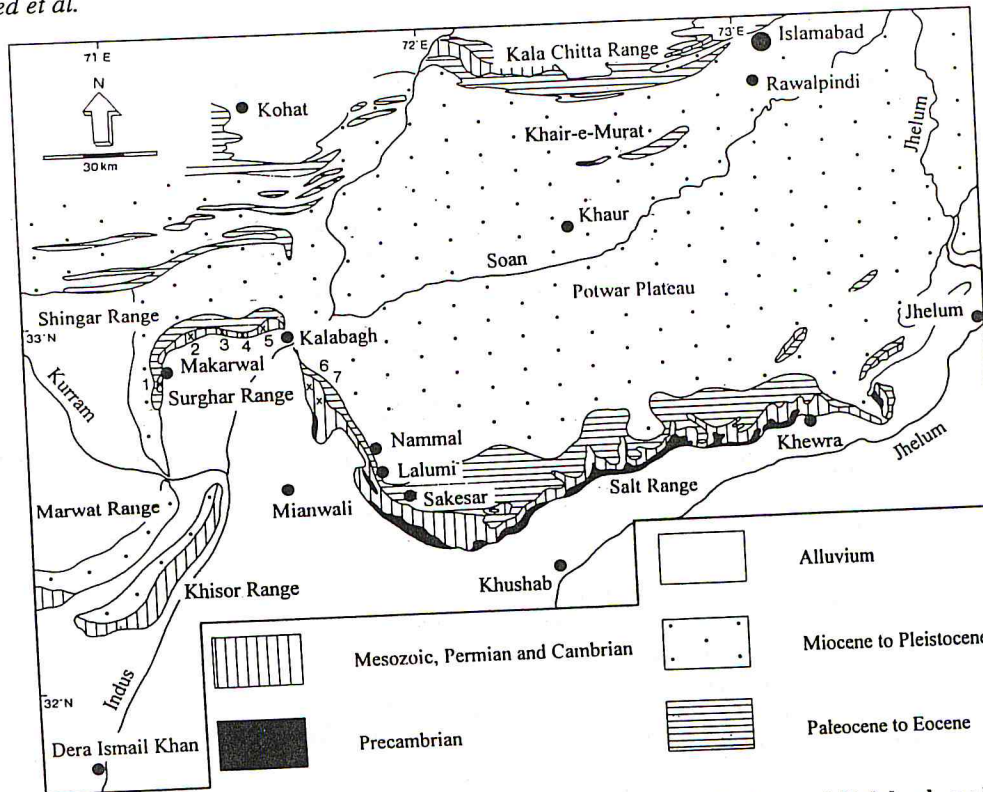 et al.
71 E
72° E
73° E
Kala Chitta Range
Islamabad
Rawalpindi
N
Kohat
30 km
Khair-e-Murat
Jhelum
Khaur
Soan
Potwar Plateau
Shingar Range
33°N
Kalabagh
2 3 4 5
Jhelum
1
Makarwal
6
7
Kurram
Surghar Range
Nammal
Khewra
Lalumi
Jhelum
Sakesar
Salt Range
Marwat Range
Mianwali
Khisor Range
Khushab
Alluvium
Mesozoic, Permian and Cambrian
Miocene to Pleistocene
32°N
Indus
Precambrian
Paleocene to Eocene
Dera Ismail Khan